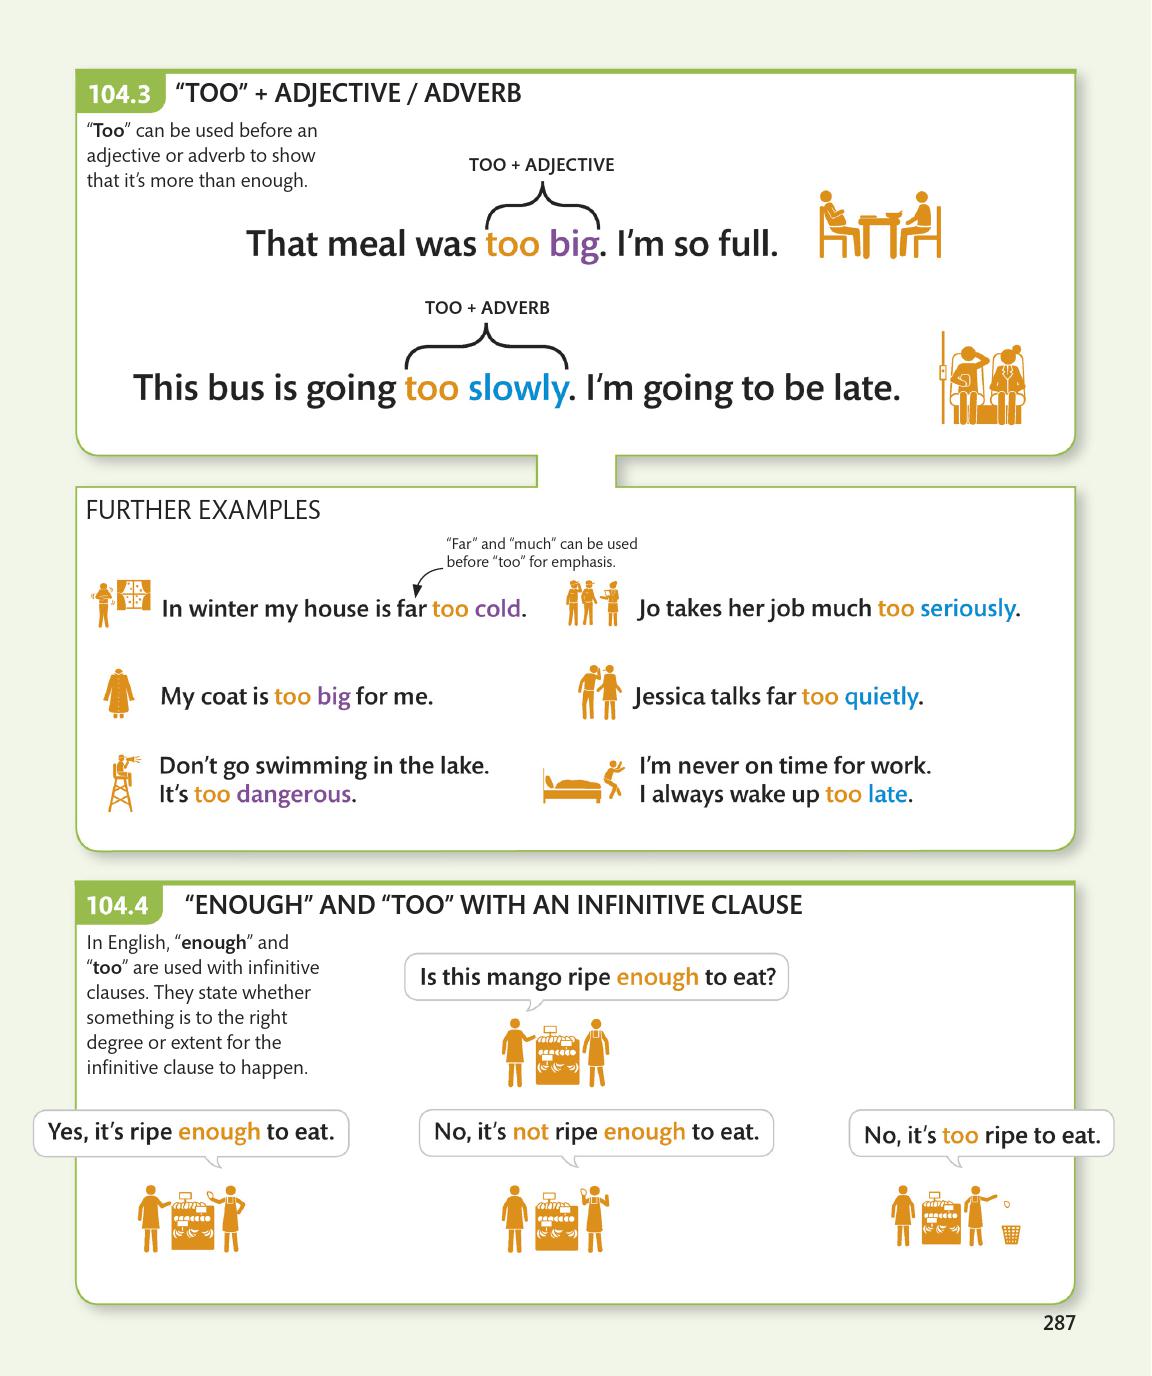 104.3 “TOO” + ADJECTIVE / ADVERB
“Too” can be used before an
adjective or adverb to show
that it’s more than enough.
TOO + ADJECTIVE
That meal was too big. I’m so full.
TOO + ADVERB
This bus is going too slowly. I’m going to be late.
FURTHER EXAMPLES
“Far” and “much” can be used
before “too” for emphasis.
In winter my house is far too cold.
Jo takes her job much too seriously.
My coat is too big for me.
Jessica talks far too quietly.
Don’t go swimming in the lake.
It’s too dangerous.
I’m never on time for work.
I always wake up too late.
104.4 “ENOUGH” AND “TOO” WITH AN INFINITIVE CLAUSE
In English, “enough” and
“too” are used with infinitive
clauses. They state whether
something is to the right
degree or extent for the
infinitive clause to happen.
Is this mango ripe enough to eat?
Yes, it’s ripe enough to eat.
No, it’s not ripe enough to eat.
No, it’s too ripe to eat.
287